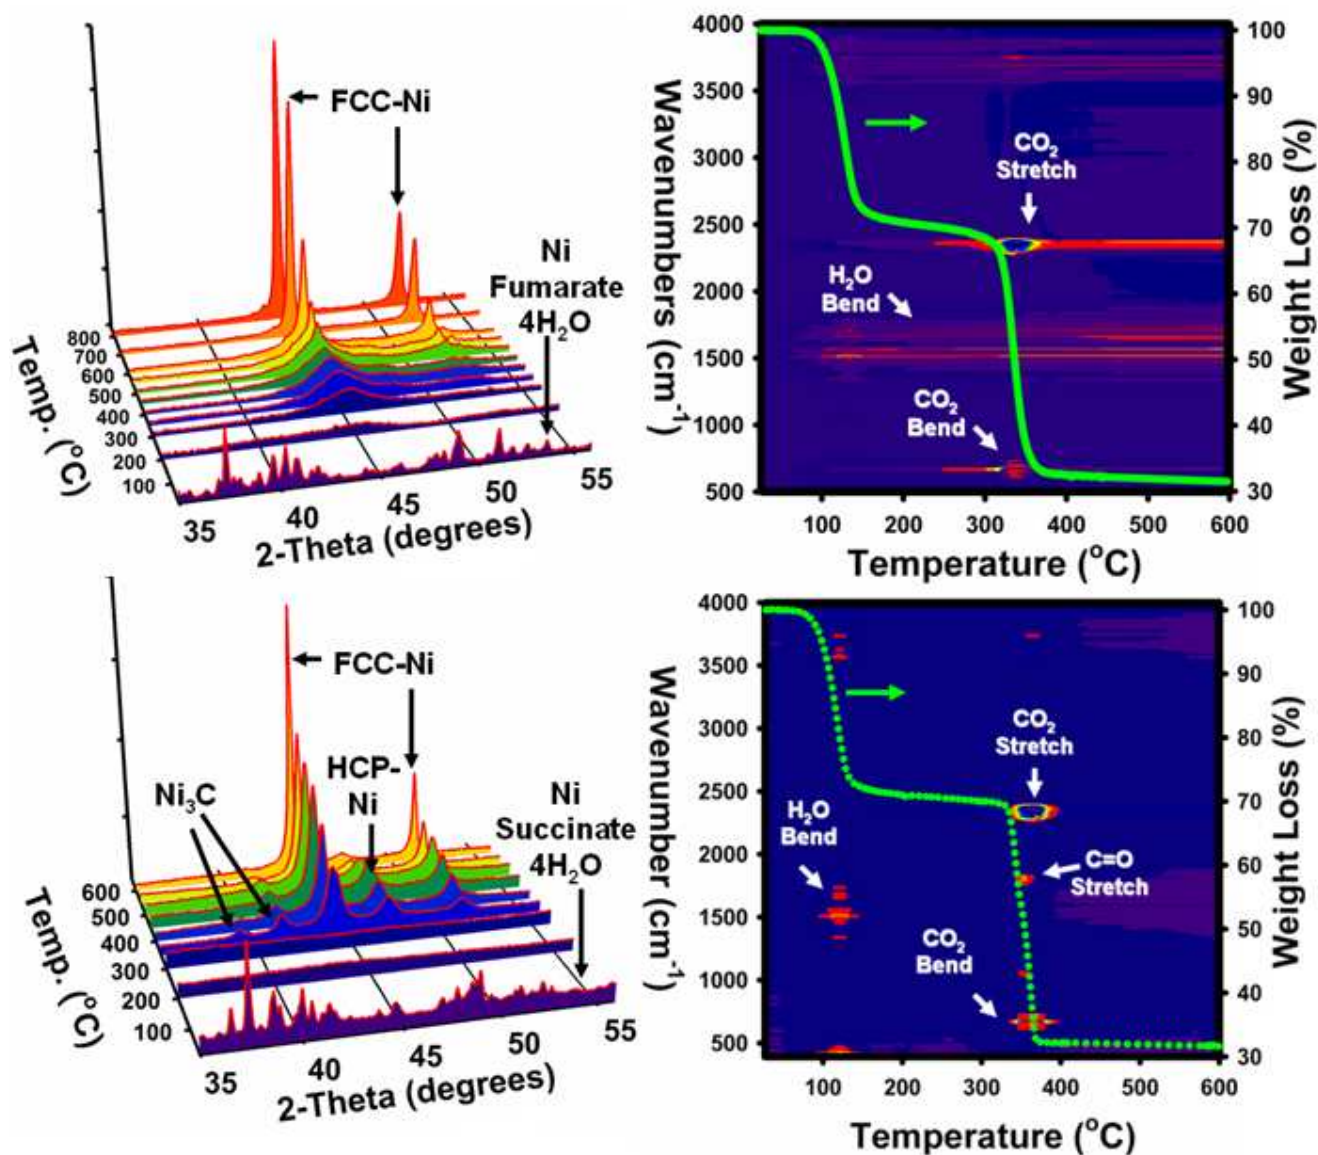 FCC-Ni
Ni
Fumarate
4H₂O
800
700
600
500
400
300
200
100
Temp. (°C)
35
40
45
50
55
2-Theta (degrees)
4000
3500
3000
2500
2000
1500
1000
500
Wavenumbers (cm⁻¹)
CO₂
Stretch
H₂O
Bend
CO₂
Bend
100
90
80
70
60
50
40
30
Weight Loss (%)
100
200
300
400
500
600
Temperature (°C)
FCC-Ni
Ni₃C
HCP-
Ni
Ni
Succinate
4H₂O
600
500
400
300
200
100
Temp. (°C)
35
40
45
50
55
2-Theta (degrees)
4000
3500
3000
2500
2000
1500
1000
500
Wavenumber (cm⁻¹)
CO₂
Stretch
H₂O
Bend
C=O
Stretch
CO₂
Bend
100
90
80
70
60
50
40
30
Weight Loss (%)
100
200
300
400
500
600
Temperature (°C)